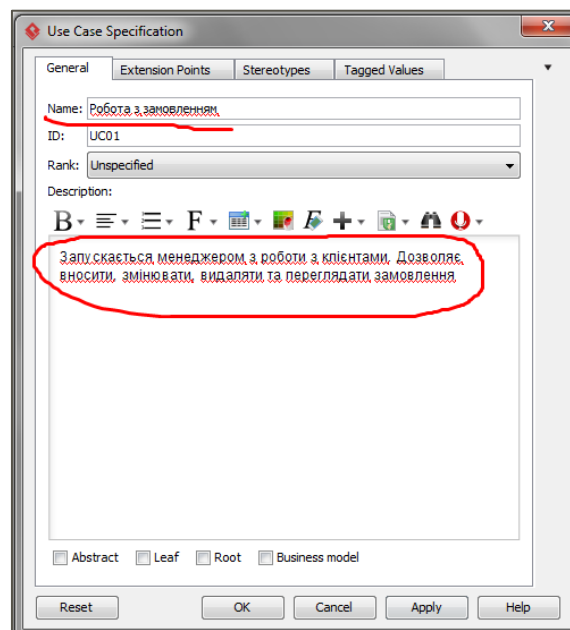 Use Case Specification
General Extension Points Stereotypes Tagged Values
Name: Робота з замовленням
ID: UC01
Rank: Unspecified
Description:
B F F
Запускається менеджером з роботи з клієнтами. Дозволяє
вносити, змінювати, видаляти та переглядати замовлення
Abstract Leaf Root Business model
Reset OK Cancel Apply Help